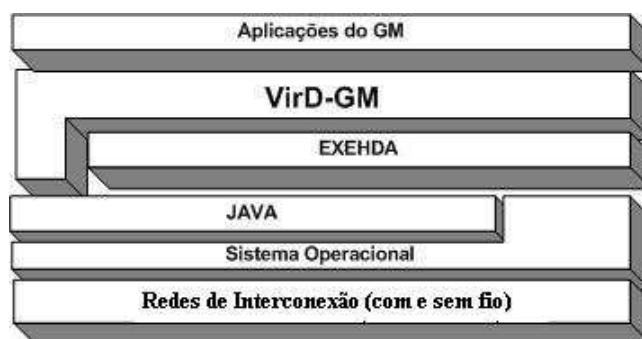 Aplicações do GM
VirD-GM
EXEHDA
JAVA
Sistema Operacional
Redes de Interconexão (com e sem fio)